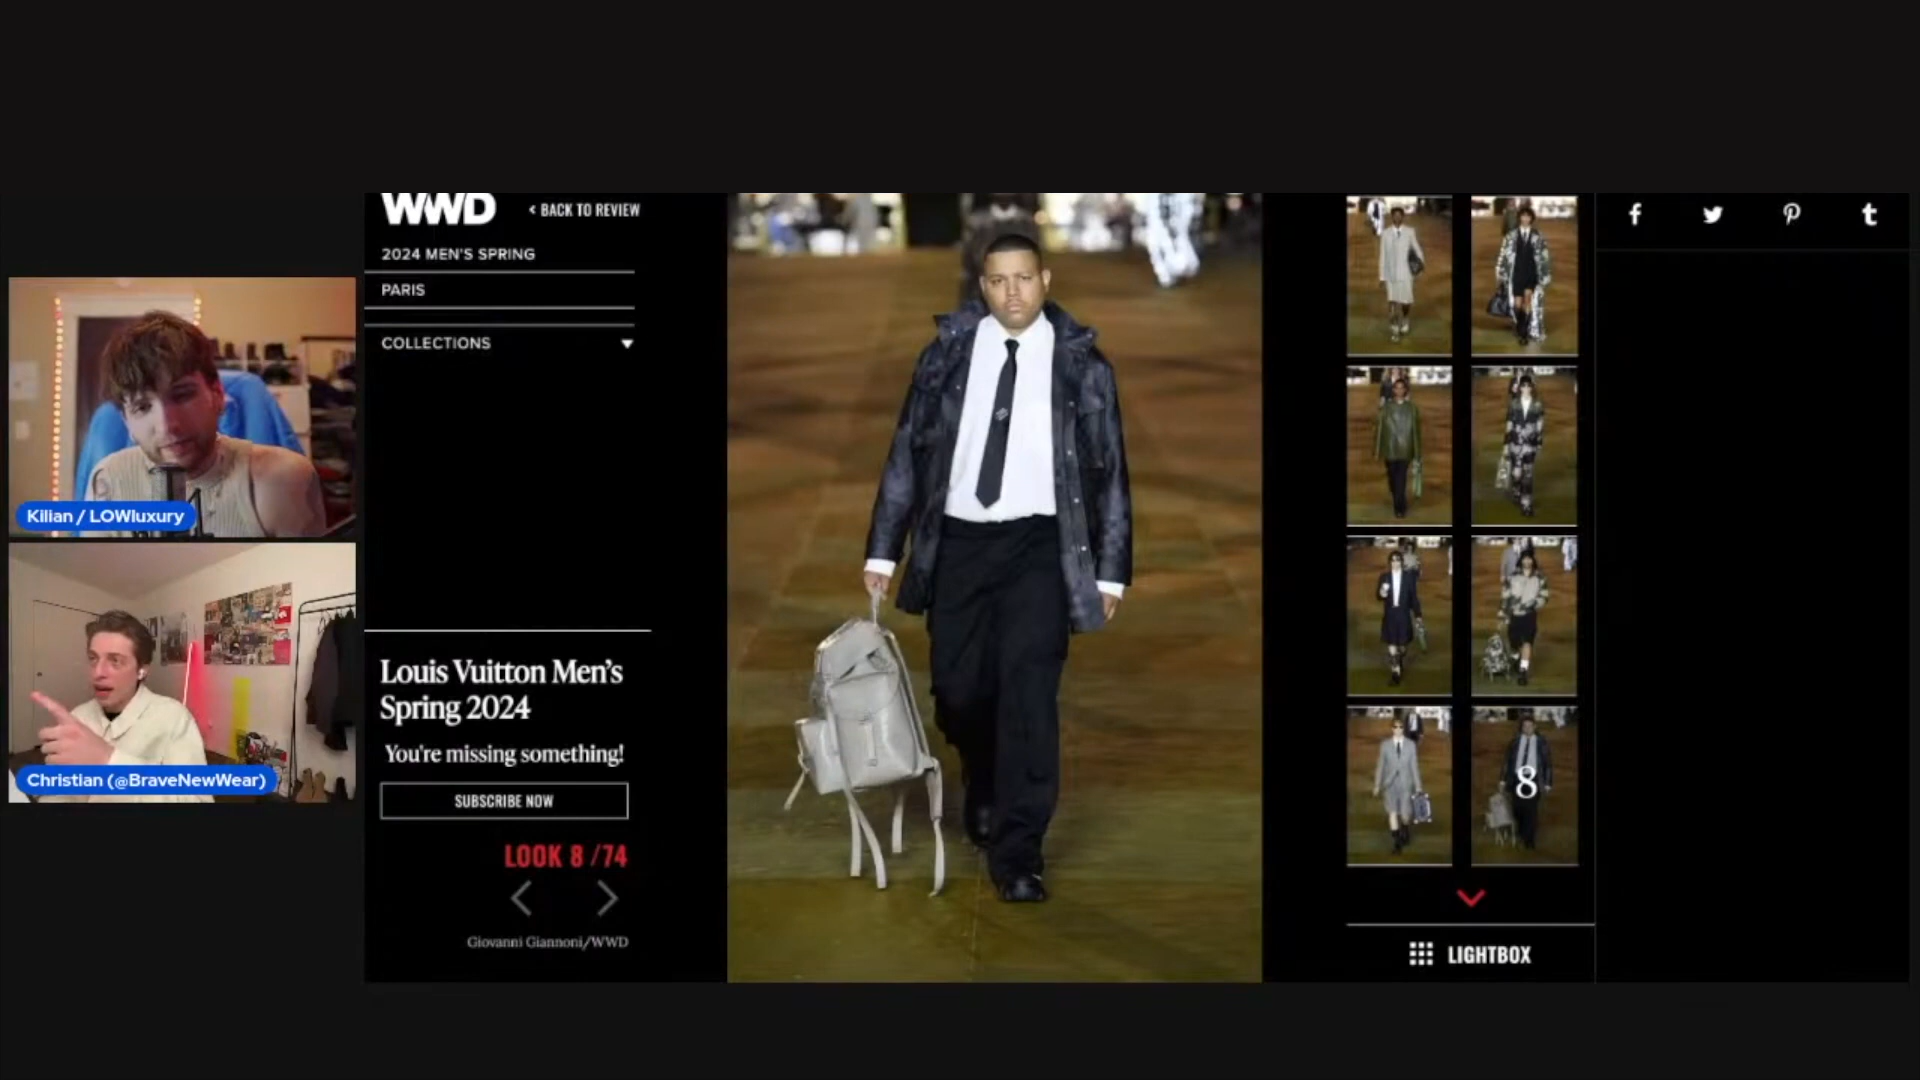 WWD
< BACK TO REVIEW
2024 MEN'S SPRING
PARIS
COLLECTIONS
Kilian / LOWluxury
Christian (@BraveNewWear)
Louis Vuitton Men's
Spring 2024
You're missing something!
SUBSCRIBE NOW
LOOK 8 /74
Giovanni Giannoni/WWD
8
LIGHTBOX